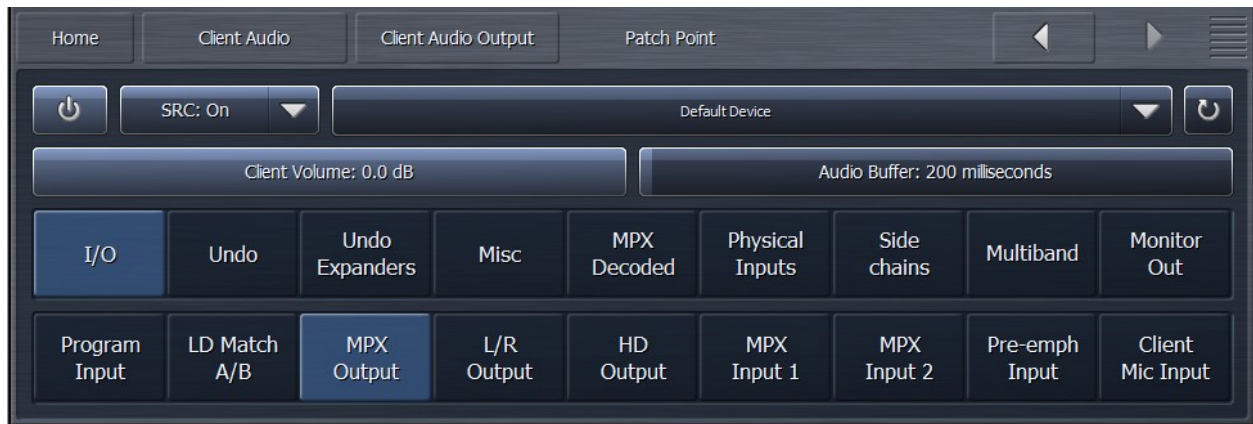 Home Client Audio Client Audio Output Patch Point
SRC: On Default Device
Client Volume: 0.0 dB Audio Buffer: 200 milliseconds
I/O Undo Undo Expanders Misc MPX Decoded Physical Inputs Side chains Multiband Monitor Out
Program Input LD Match A/B MPX Output L/R Output HD Output MPX Input 1 MPX Input 2 Pre-emph Input Client Mic Input